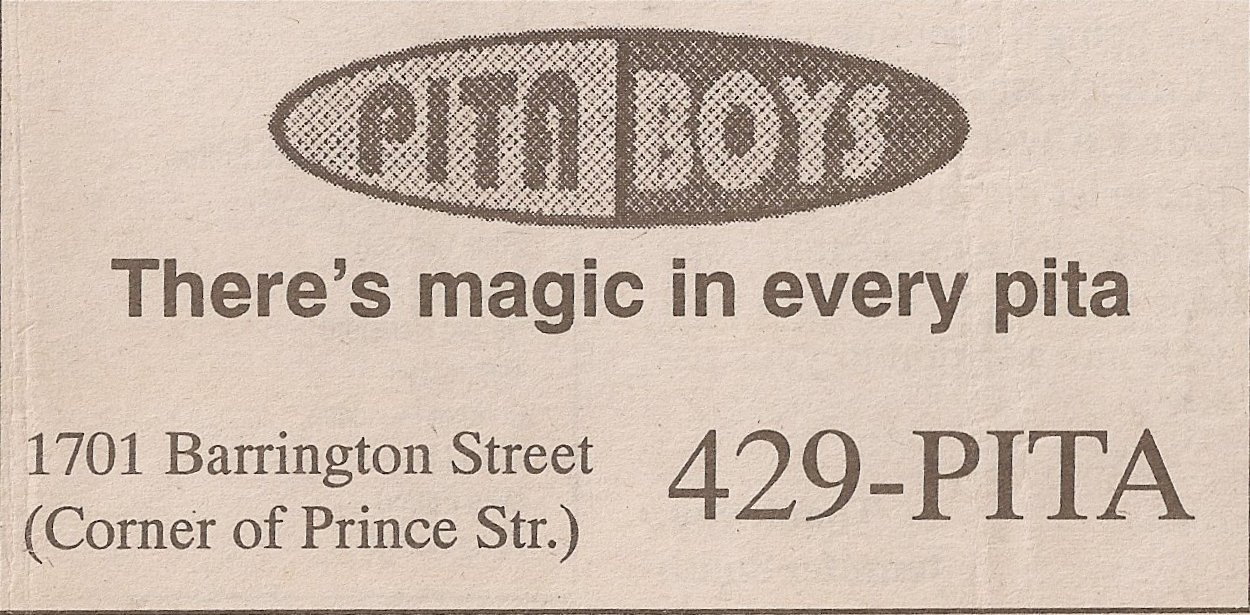 PITA BOYS
There's magic in every pita
1701 Barrington Street
(Corner of Prince Str.)
429-PITA